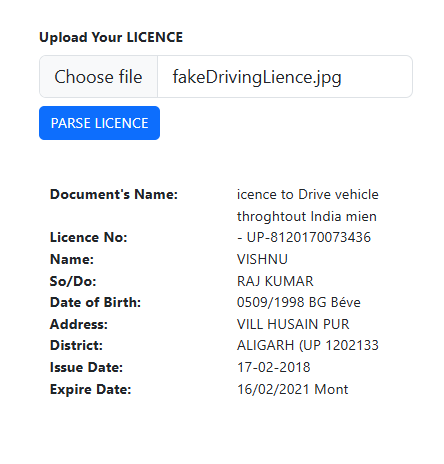 Upload Your LICENCE
Choose file fakeDrivingLience.jpg
PARSE LICENCE
Document's Name: icence to Drive vehicle
throghtout India mien
Licence No: - UP-8120170073436
Name: VISHNU
So/Do: RAJ KUMAR
Date of Birth: 0509/1998 BG Béve
Address: VILL HUSAIN PUR
District: ALIGARH (UP 1202133
Issue Date: 17-02-2018
Expire Date: 16/02/2021 Mont